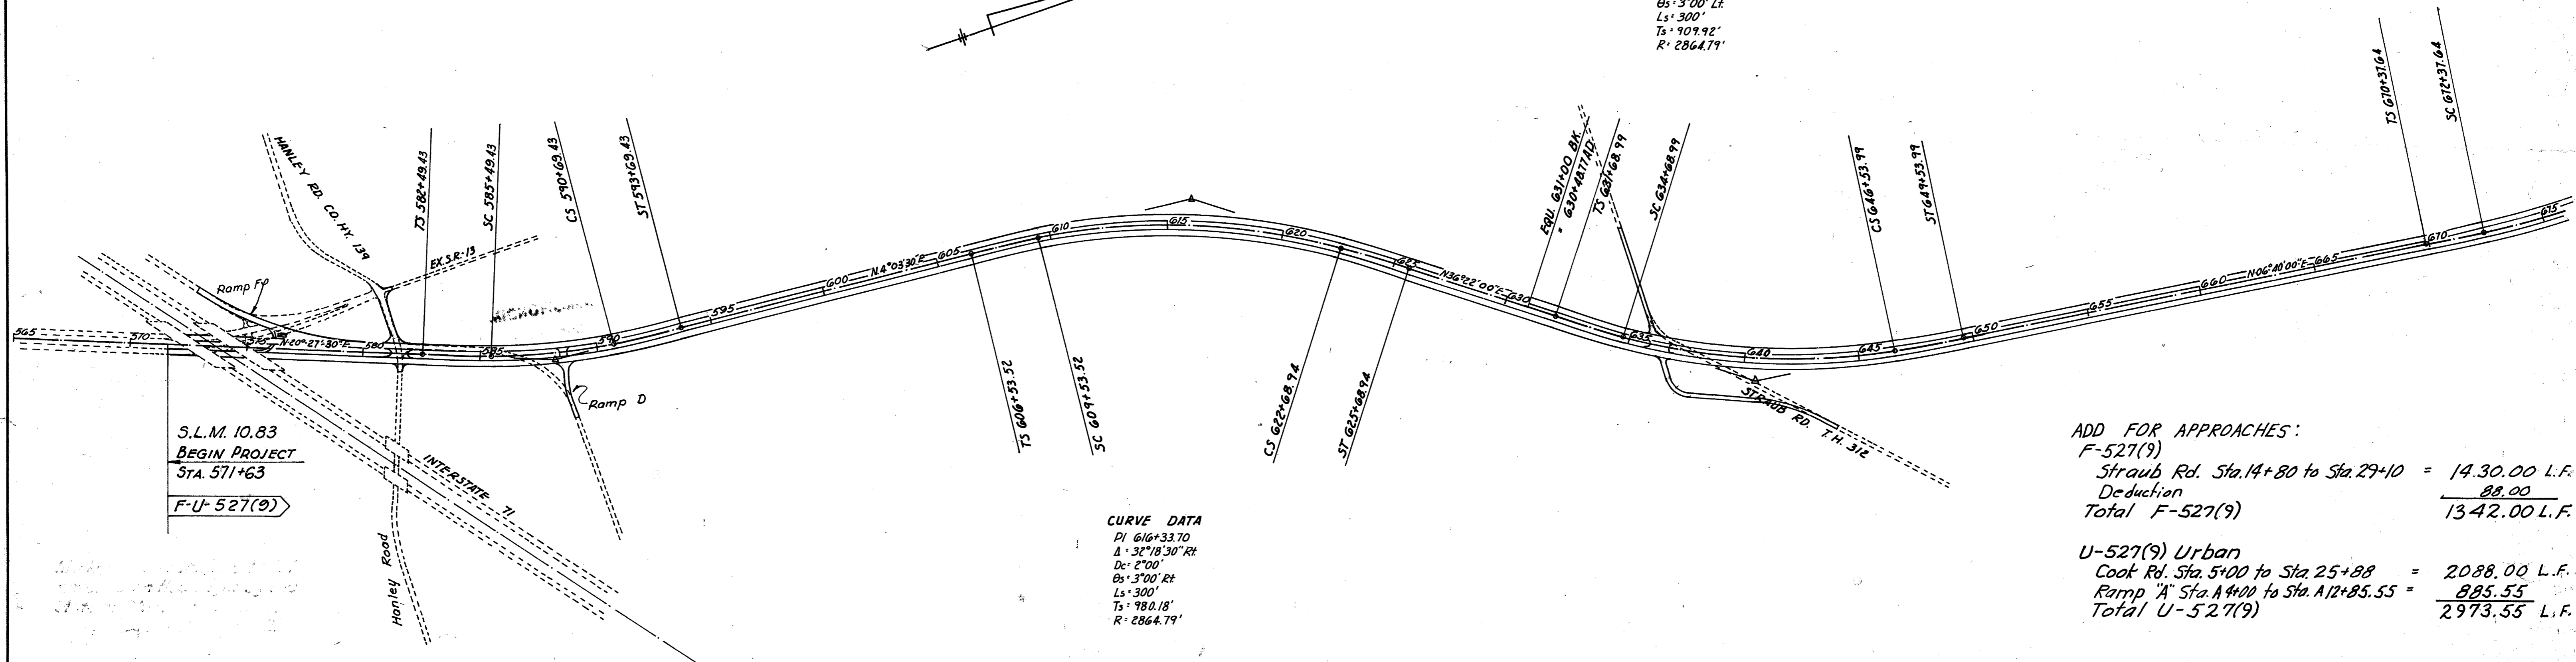 θs = 3°00' Lt.
Ls = 300'
Ts = 909.92'
R = 2864.79'
TS 670+37.64
SC 672+37.64
HANLEY RD. CO. HY. 139
TS 582+49.43
SC 585+49.43
CS 590+69.43
ST 593+69.43
EQU. 631+00 BK.
= 630+48.77 AD.
TS 631+68.99
SC 634+68.99
CS 646+53.99
ST 649+53.99
EX. S.R.-13
Ramp F
565
570
575
N-20°-27'-30"E
580
585
590
595
600
N. 4°03'30"E
605
610
615
620
625
N36°22'00"E
630
635
640
645
650
655
660
N-06°40'00"E
665
670
675
Ramp D
TS 606+53.52
SC 609+53.52
CS 622+68.94
ST 625+68.94
STRAUB RD. T.H. 312
S.L.M. 10.83
BEGIN PROJECT
STA. 571+63
F-U-527(9)
INTERSTATE 71
Hanley Road
CURVE DATA
PI 616+33.70
Δ = 32°18'30" Rt.
Dc = 2°00'
θs = 3°00' Rt
Ls = 300'
Ts = 980.18'
R = 2864.79'
ADD FOR APPROACHES:
F-527(9)
Straub Rd. Sta. 14+80 to Sta. 29+10 = 14.30.00 L.F.
Deduction 88.00
Total F-527(9) 1342.00 L.F.
U-527(9) Urban
Cook Rd. Sta. 5+00 to Sta. 25+88 = 2088.00 L.F.
Ramp "A" Sta. A 4+00 to Sta. A 12+85.55 = 885.55
Total U-527(9) 2973.55 L.F.